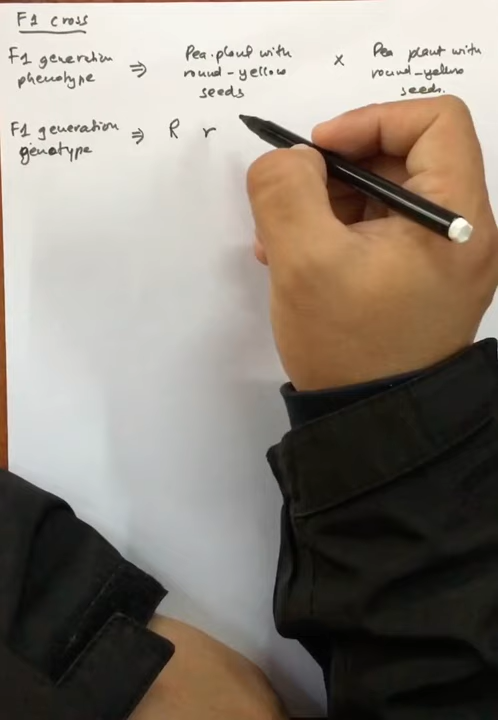 F1 cross
F1 generation phenotype ⇒ Pea plant with round-yellow seeds x Pea plant with round-yellow seeds.
F1 generation genotype ⇒ R r